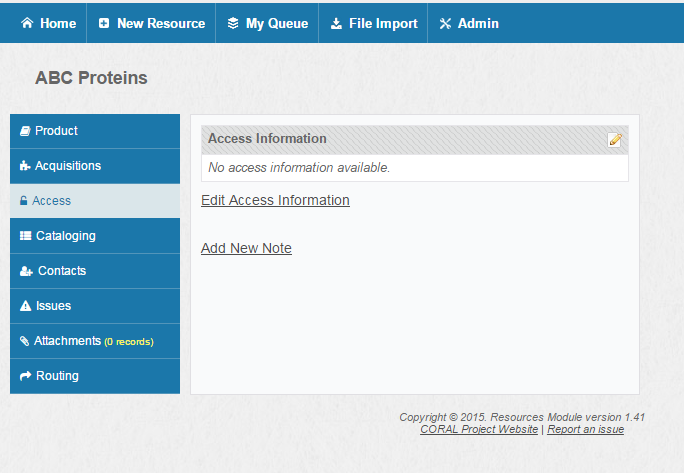 Home New Resource My Queue File Import Admin
ABC Proteins
Product
Acquisitions
Access
Cataloging
Contacts
Issues
Attachments (0 records)
Routing
Access Information
No access information available.
Edit Access Information
Add New Note
Copyright © 2015. Resources Module version 1.41
CORAL Project Website | Report an issue